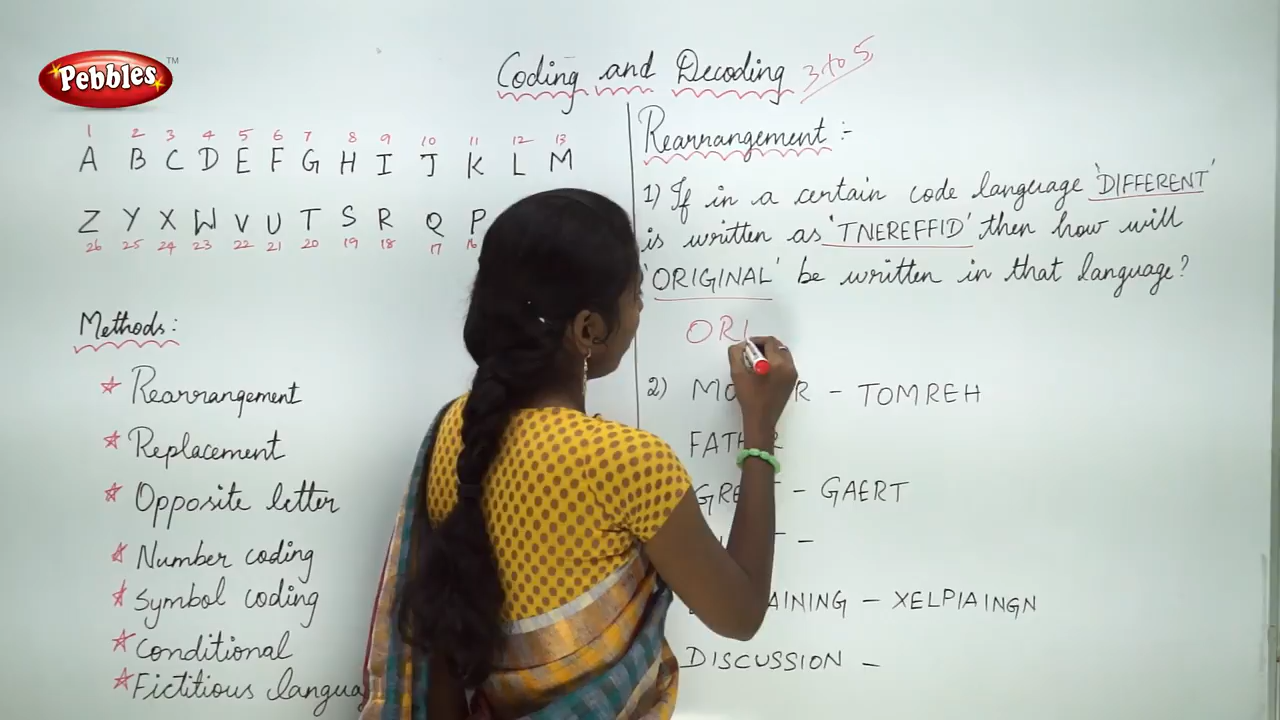 Pebbles TM
Coding and Decoding 3 to 5
1 2 3 4 5 6 7 8 9 10 11 12 13
A B C D E F G H I J K L M
Z Y X W V U T S R Q P
26 25 24 23 22 21 20 19 18 17 16
Methods:
Rearrangement
Replacement
Opposite letter
Number coding
Symbol coding
Conditional
Fictitious langua
Rearrangement :-
1) If in a certain code language 'DIFFERENT'
is written as 'TNEREFFID' then how will
'ORIGINAL' be written in that language?
ORI
2) MO R - TOMREH
FATH R
GRE T - GAERT
-
AINING - XELPIAINGN
DISCUSSION -